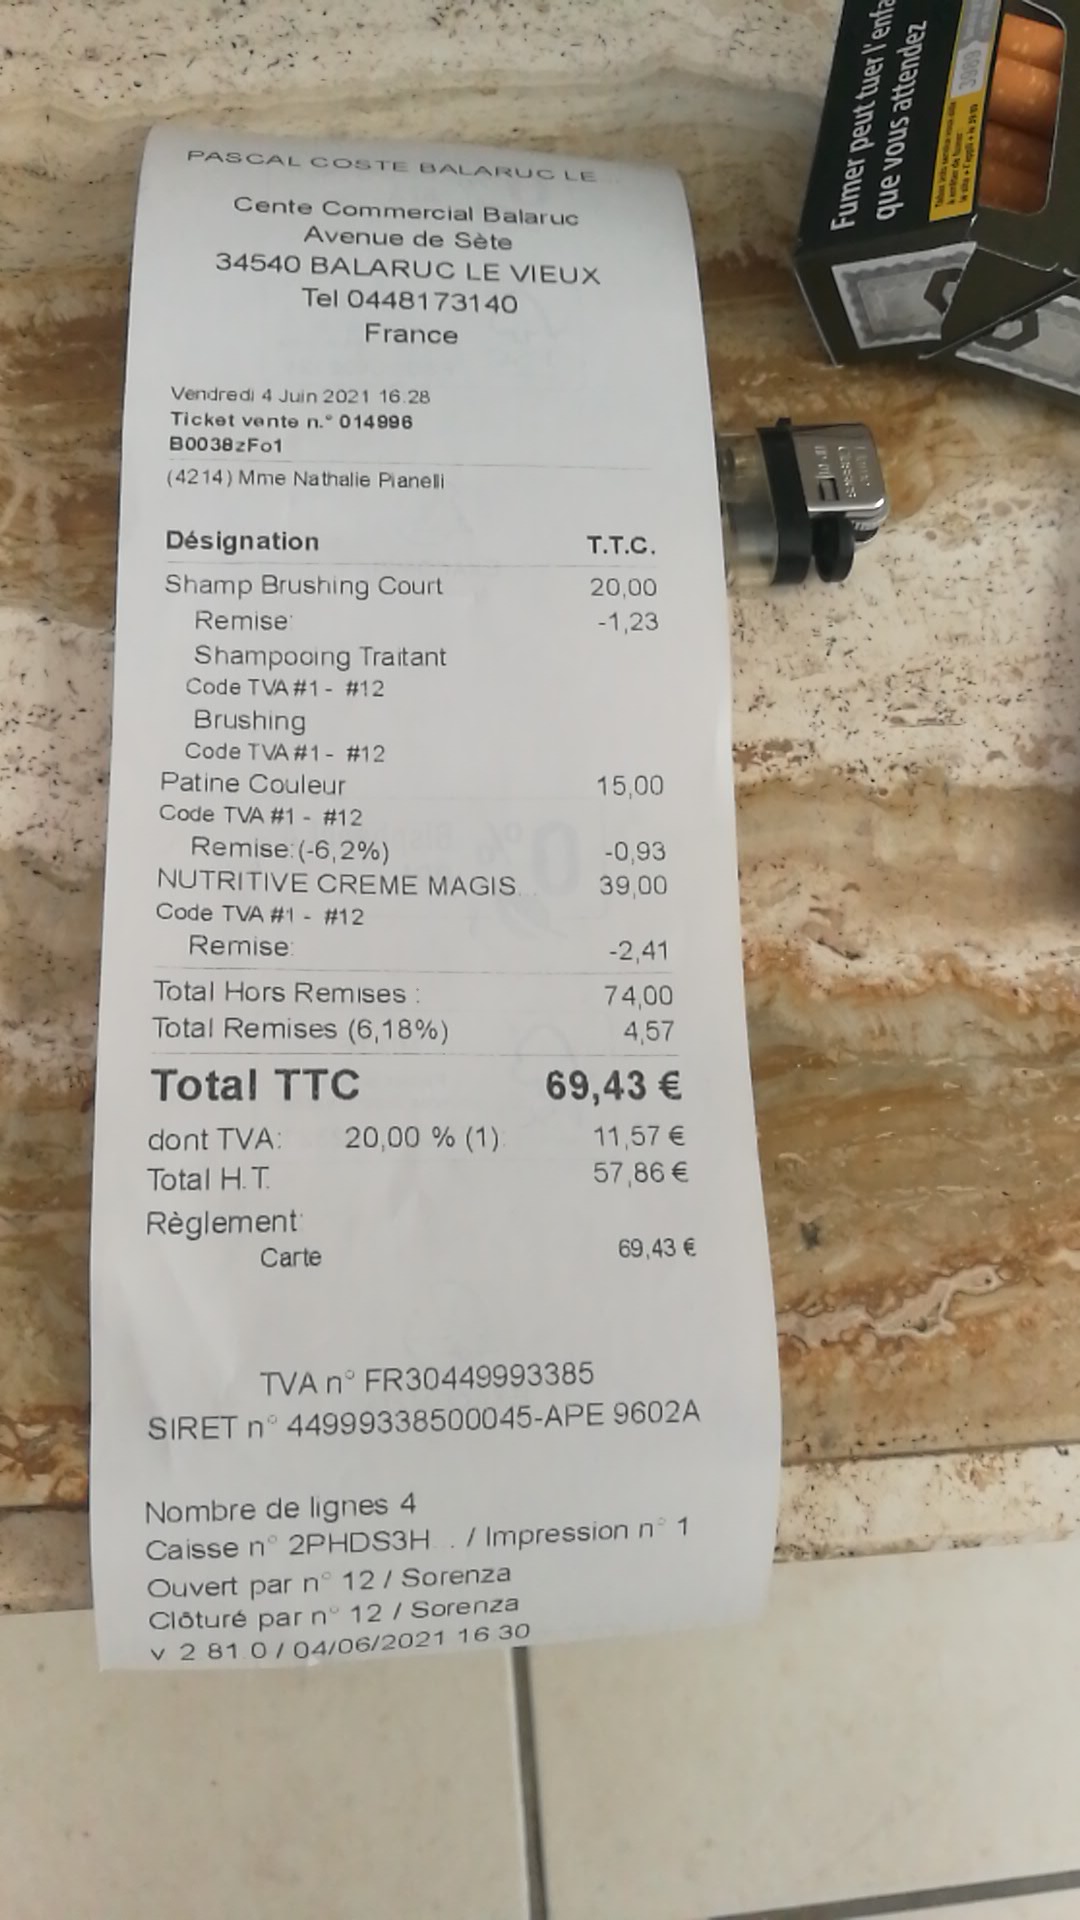 PASCAL COSTE BALARUC LE
Cente Commercial Balaruc
Avenue de Sète
34540 BALARUC LE VIEUX
Tel 0448173140
France
Vendredi 4 Juin 2021 16:28
Ticket vente n.° 014996
B0038zFo1
(4214) Mme Nathalie Pianelli
Désignation T.T.C.
Shamp Brushing Court 20,00
Remise: -1,23
Shampooing Traitant
Code TVA #1 - #12
Brushing
Code TVA #1 - #12
Patine Couleur 15,00
Code TVA #1 - #12
Remise:(-6,2%) -0,93
NUTRITIVE CREME MAGIS... 39,00
Code TVA #1 - #12
Remise: -2,41
Total Hors Remises : 74,00
Total Remises (6,18%) 4,57
Total TTC 69,43 €
dont TVA: 20,00 % (1): 11,57 €
Total H.T. 57,86 €
Règlement:
Carte 69,43 €
TVA n° FR30449993385
SIRET n° 44999338500045-APE 9602A
Nombre de lignes 4
Caisse n° 2PHDS3H... / Impression n° 1
Ouvert par n° 12 / Sorenza
Clôturé par n° 12 / Sorenza
v 2.81.0 / 04/06/2021 16:30
Fumer peut tuer l'enfa
que vous attendez
3989